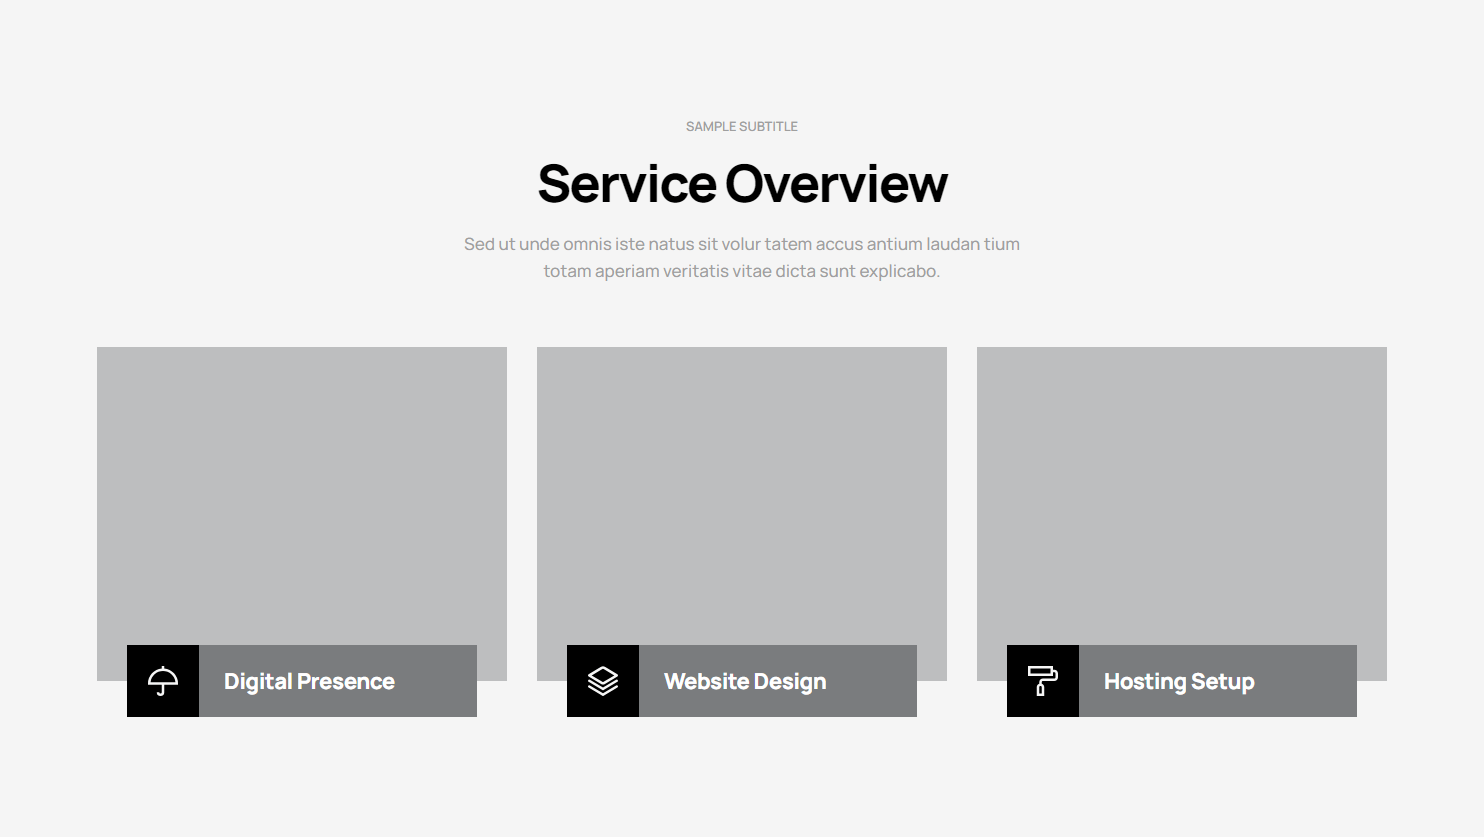 SAMPLE SUBTITLE
Service Overview
Sed ut unde omnis iste natus sit volur tatem accus antium laudan tium
totam aperiam veritatis vitae dicta sunt explicabo.
Digital Presence
Website Design
Hosting Setup